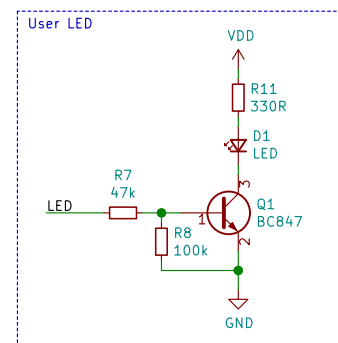 User LED
VDD
R11
330R
D1
LED
R7
47k
LED
3
Q1
BC847
1
R8
100k
2
GND